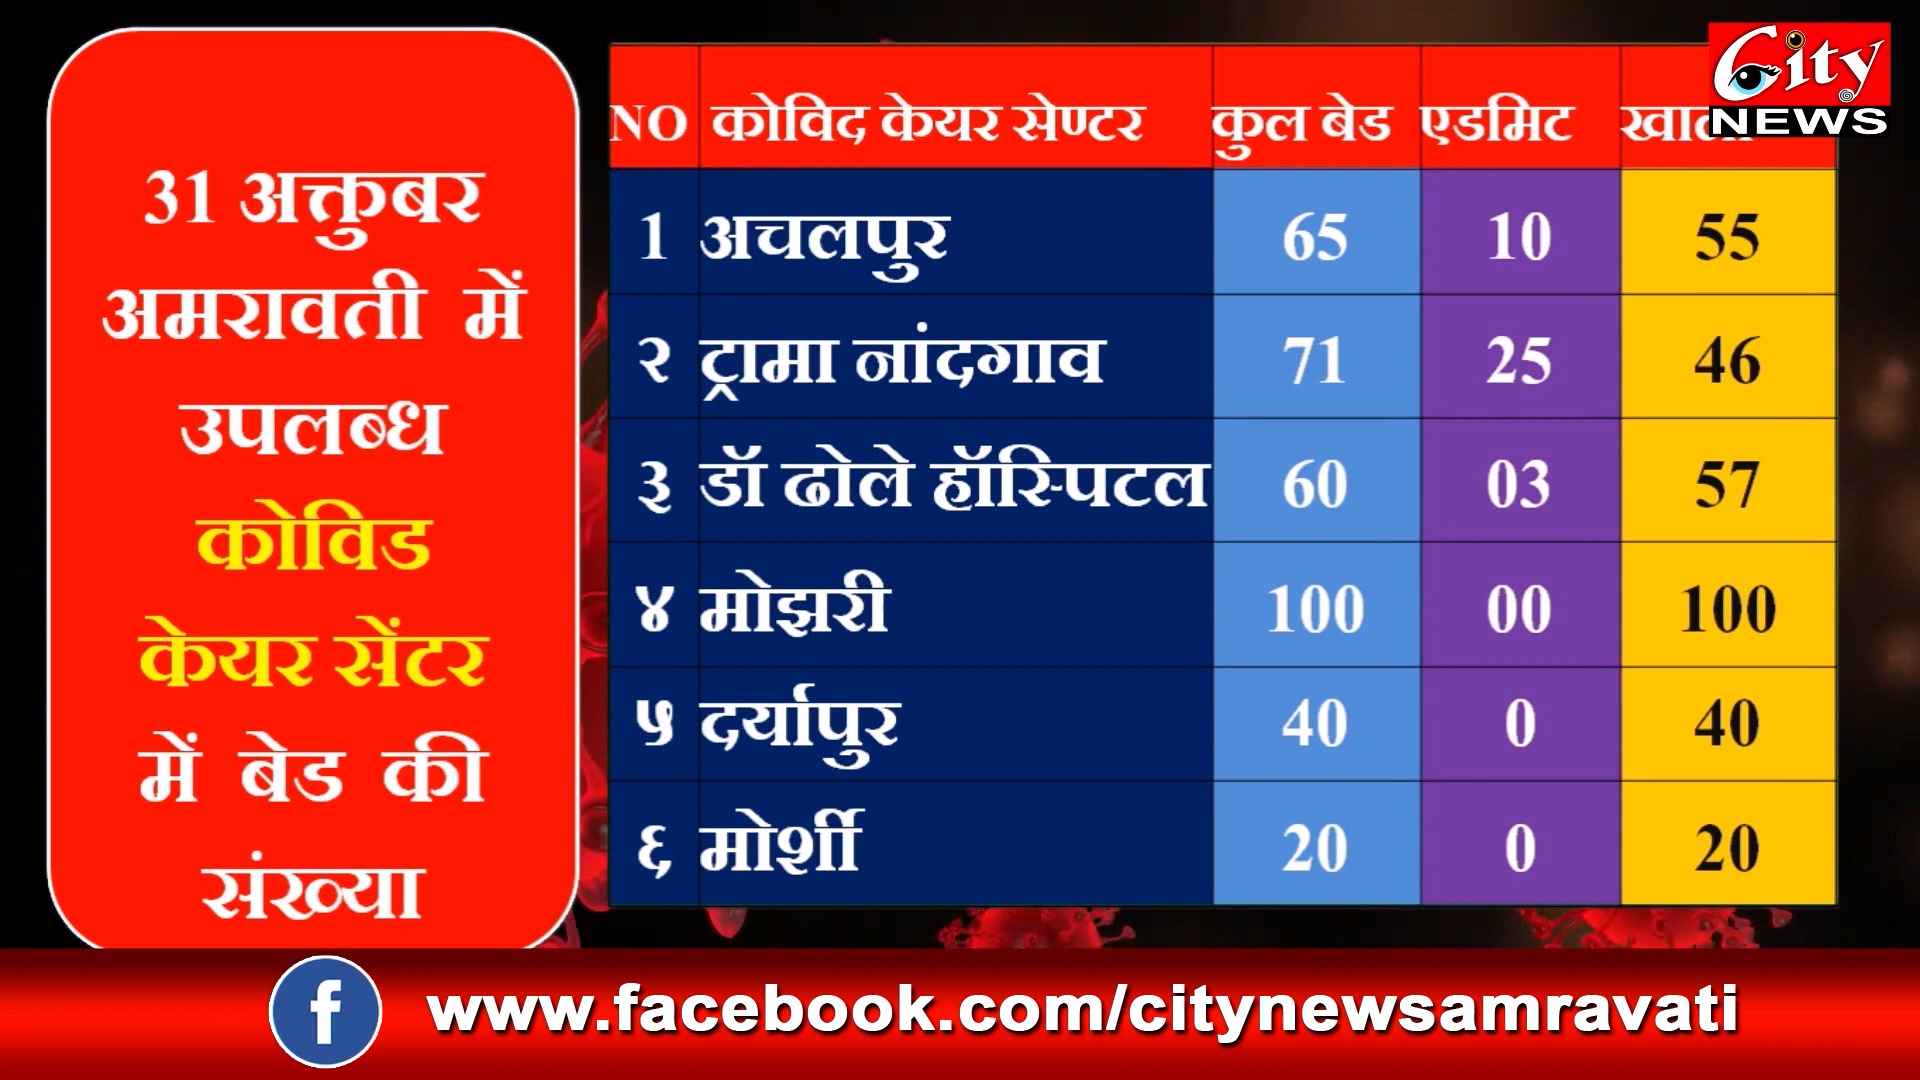 31 अक्तुबर
अमरावती में
उपलब्ध
कोविड
केयर सेंटर
में बेड की
संख्या
NO कोविद केयर सेण्टर कुल बेड एडमिट
1 अचलपुर 65 10 55
२ ट्रामा नांदगाव 71 25 46
३ डॉ ढोले हॉस्पिटल 60 03 57
४ मोझरी 100 00 100
५ दर्यापुर 40 0 40
६ मोर्शी 20 0 20
City
NEWS
f www.facebook.com/citynewsamravati